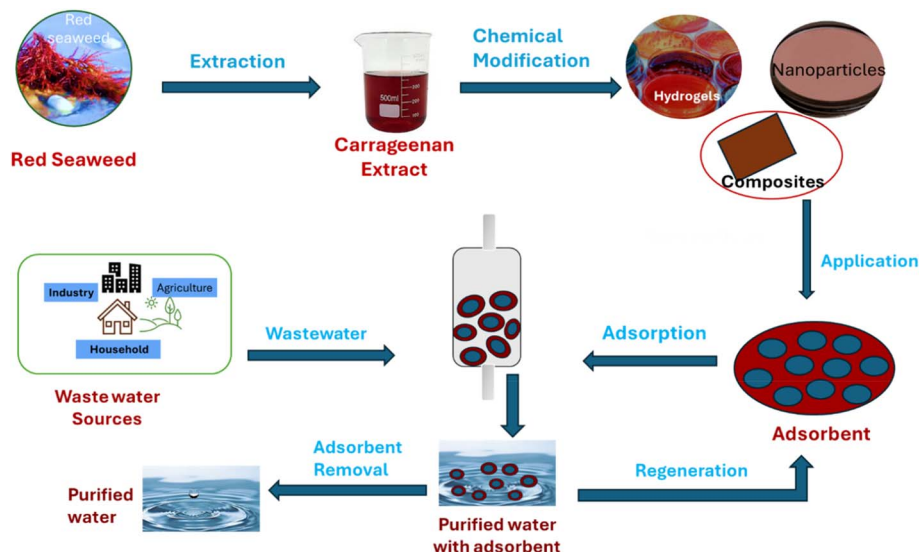 Red
seaweed
Extraction
500ml
Chemical
Modification
Hydrogels
Nanoparticles
Composites
Red Seaweed
Carrageenan
Extract
Application
Industry
Agriculture
Household
Wastewater
Adsorption
Waste water
Sources
Adsorbent
Adsorbent
Removal
Regeneration
Purified
water
Purified water
with adsorbent